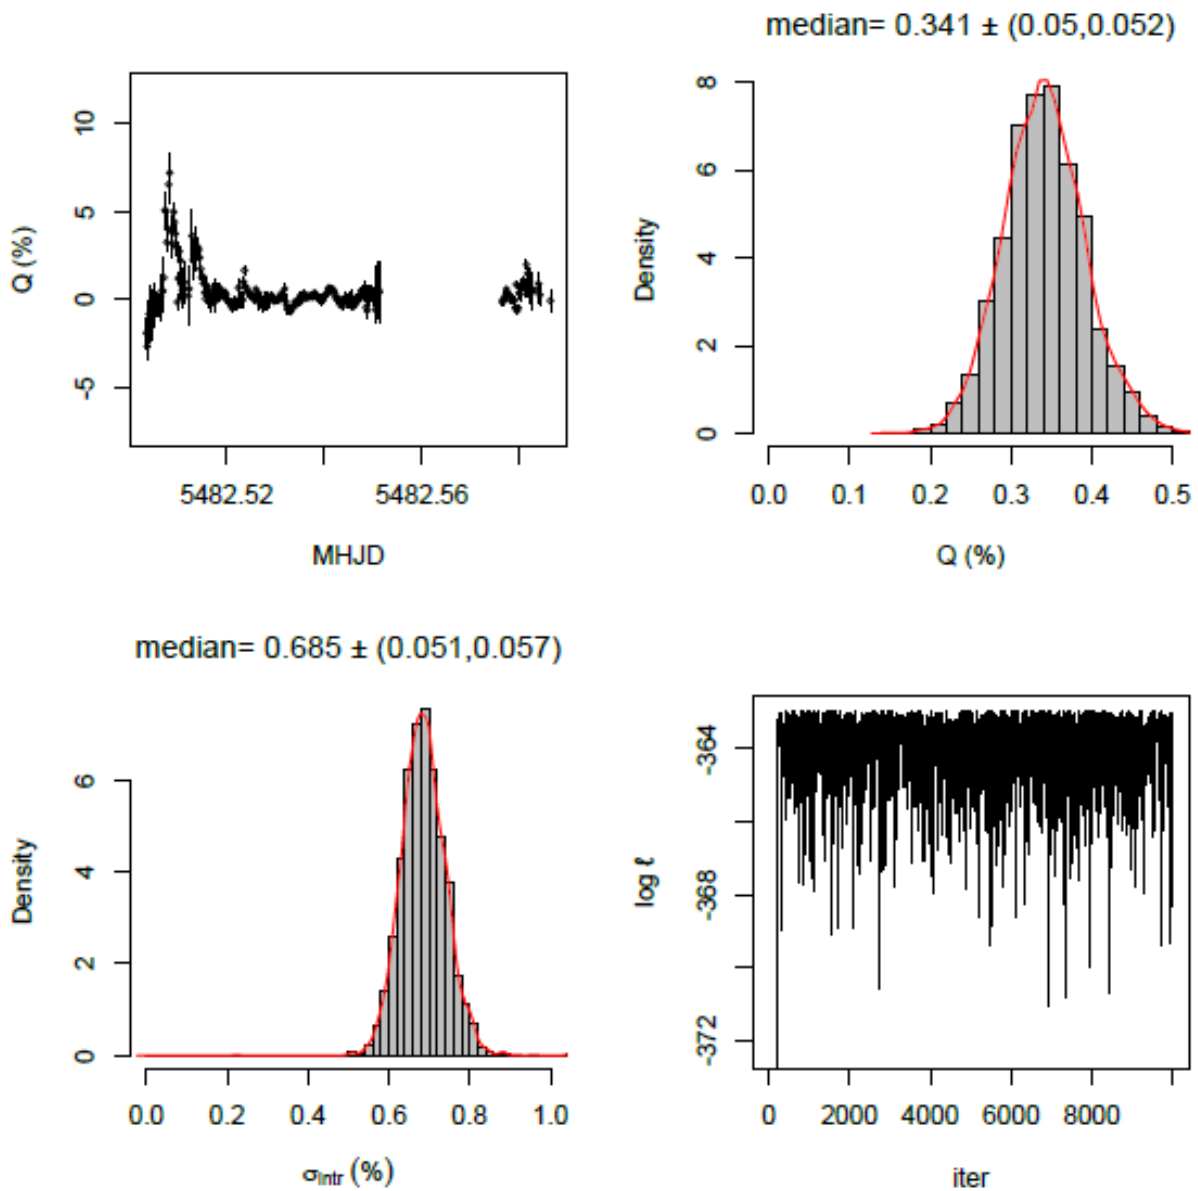 median= 0.341 ± (0.05,0.052)
Q (%)
10
5
0
-5
5482.52
5482.56
MHJD
Density
8
6
4
2
0
0.0 0.1 0.2 0.3 0.4 0.5
Q (%)
median= 0.685 ± (0.051,0.057)
Density
6
4
2
0
0.0 0.2 0.4 0.6 0.8 1.0
σIntr (%)
log ℓ
-364
-368
-372
0 2000 4000 6000 8000
iter